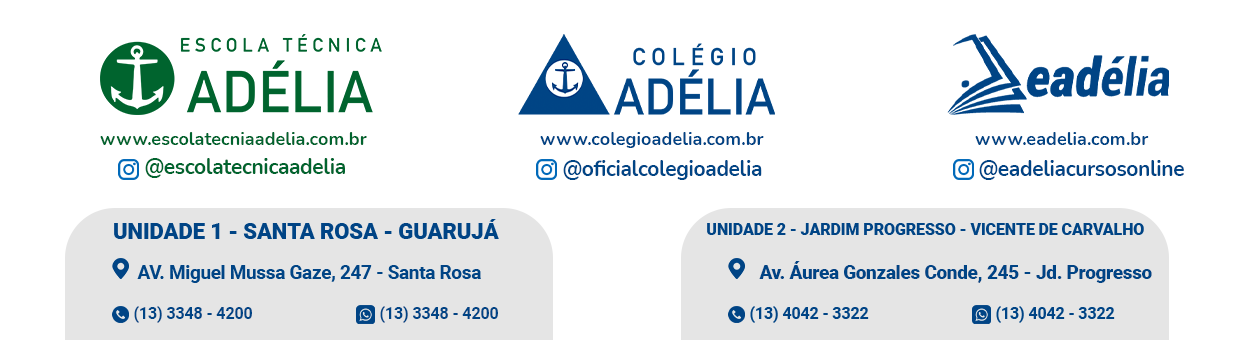 ESCOLA TÉCNICA
ADÉLIA
www.escolatecniaadelia.com.br
@escolatecnicaadelia
COLÉGIO
ADÉLIA
www.colegioadelia.com.br
@oficialcolegioadelia
eadélia
www.eadelia.com.br
@eadeliacursosonline
UNIDADE 1 - SANTA ROSA - GUARUJÁ
AV. Miguel Mussa Gaze, 247 - Santa Rosa
(13) 3348 - 4200 (13) 3348 - 4200
UNIDADE 2 - JARDIM PROGRESSO - VICENTE DE CARVALHO
Av. Áurea Gonzales Conde, 245 - Jd. Progresso
(13) 4042 - 3322 (13) 4042 - 3322